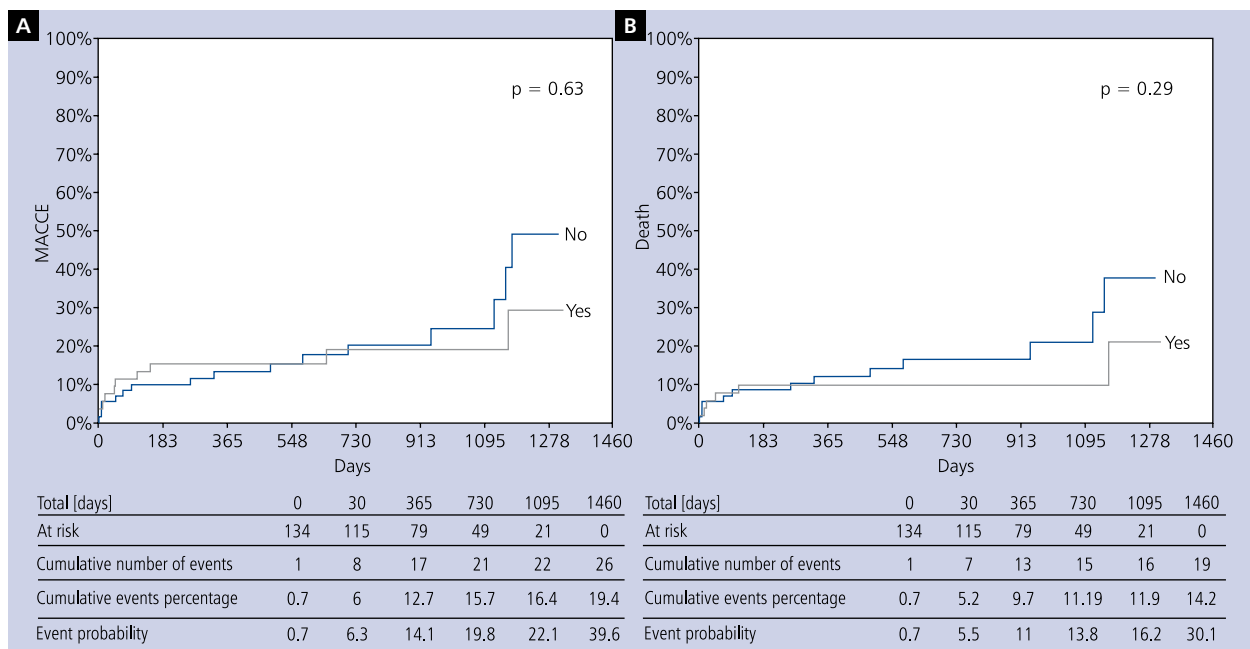 A
100%
90%
80%
70%
60%
50%
40%
30%
20%
10%
0%
MACCE
p = 0.63
No
Yes
0 183 365 548 730 913 1095 1278 1460
Days
Total [days] 0 30 365 730 1095 1460
At risk 134 115 79 49 21 0
Cumulative number of events 1 8 17 21 22 26
Cumulative events percentage 0.7 6 12.7 15.7 16.4 19.4
Event probability 0.7 6.3 14.1 19.8 22.1 39.6
B
100%
90%
80%
70%
60%
50%
40%
30%
20%
10%
0%
Death
p = 0.29
No
Yes
0 183 365 548 730 913 1095 1278 1460
Days
Total [days] 0 30 365 730 1095 1460
At risk 134 115 79 49 21 0
Cumulative number of events 1 7 13 15 16 19
Cumulative events percentage 0.7 5.2 9.7 11.19 11.9 14.2
Event probability 0.7 5.5 11 13.8 16.2 30.1